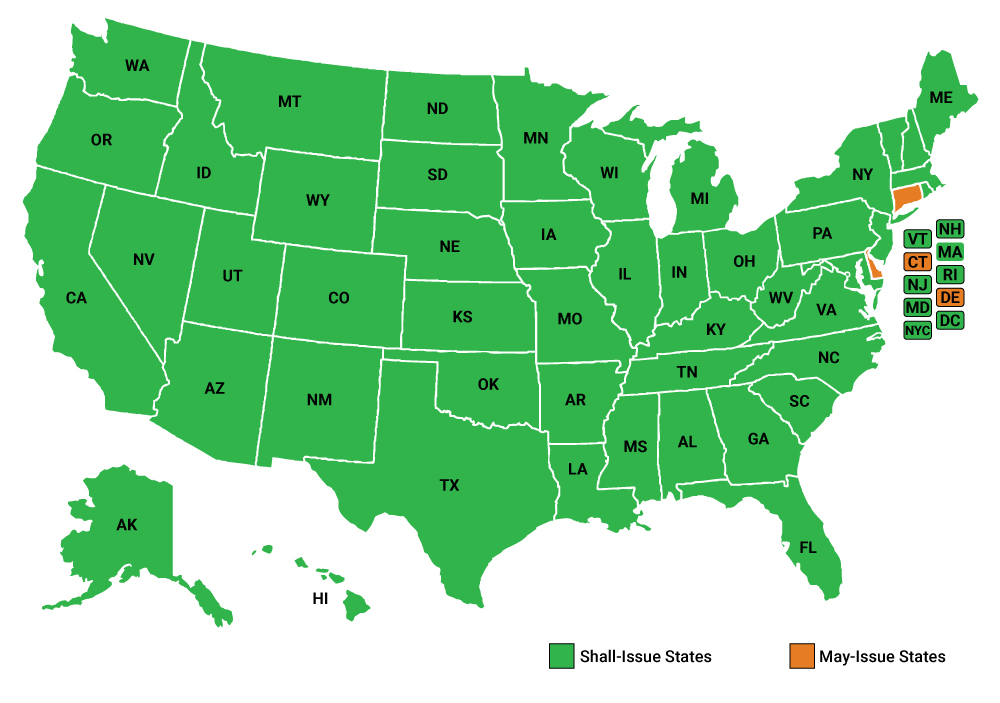 WA
MT
ND
MN
ME
OR
ID
SD
WI
NY
WY
MI
NE
IA
PA
NH
VT
MA
NV
UT
IL
IN
OH
CT
RI
CA
CO
WV
NJ
DE
KS
MO
VA
MD
DC
KY
NYC
NC
TN
AZ
NM
OK
AR
SC
MS
AL
GA
LA
TX
AK
FL
HI
Shall-Issue States
May-Issue States